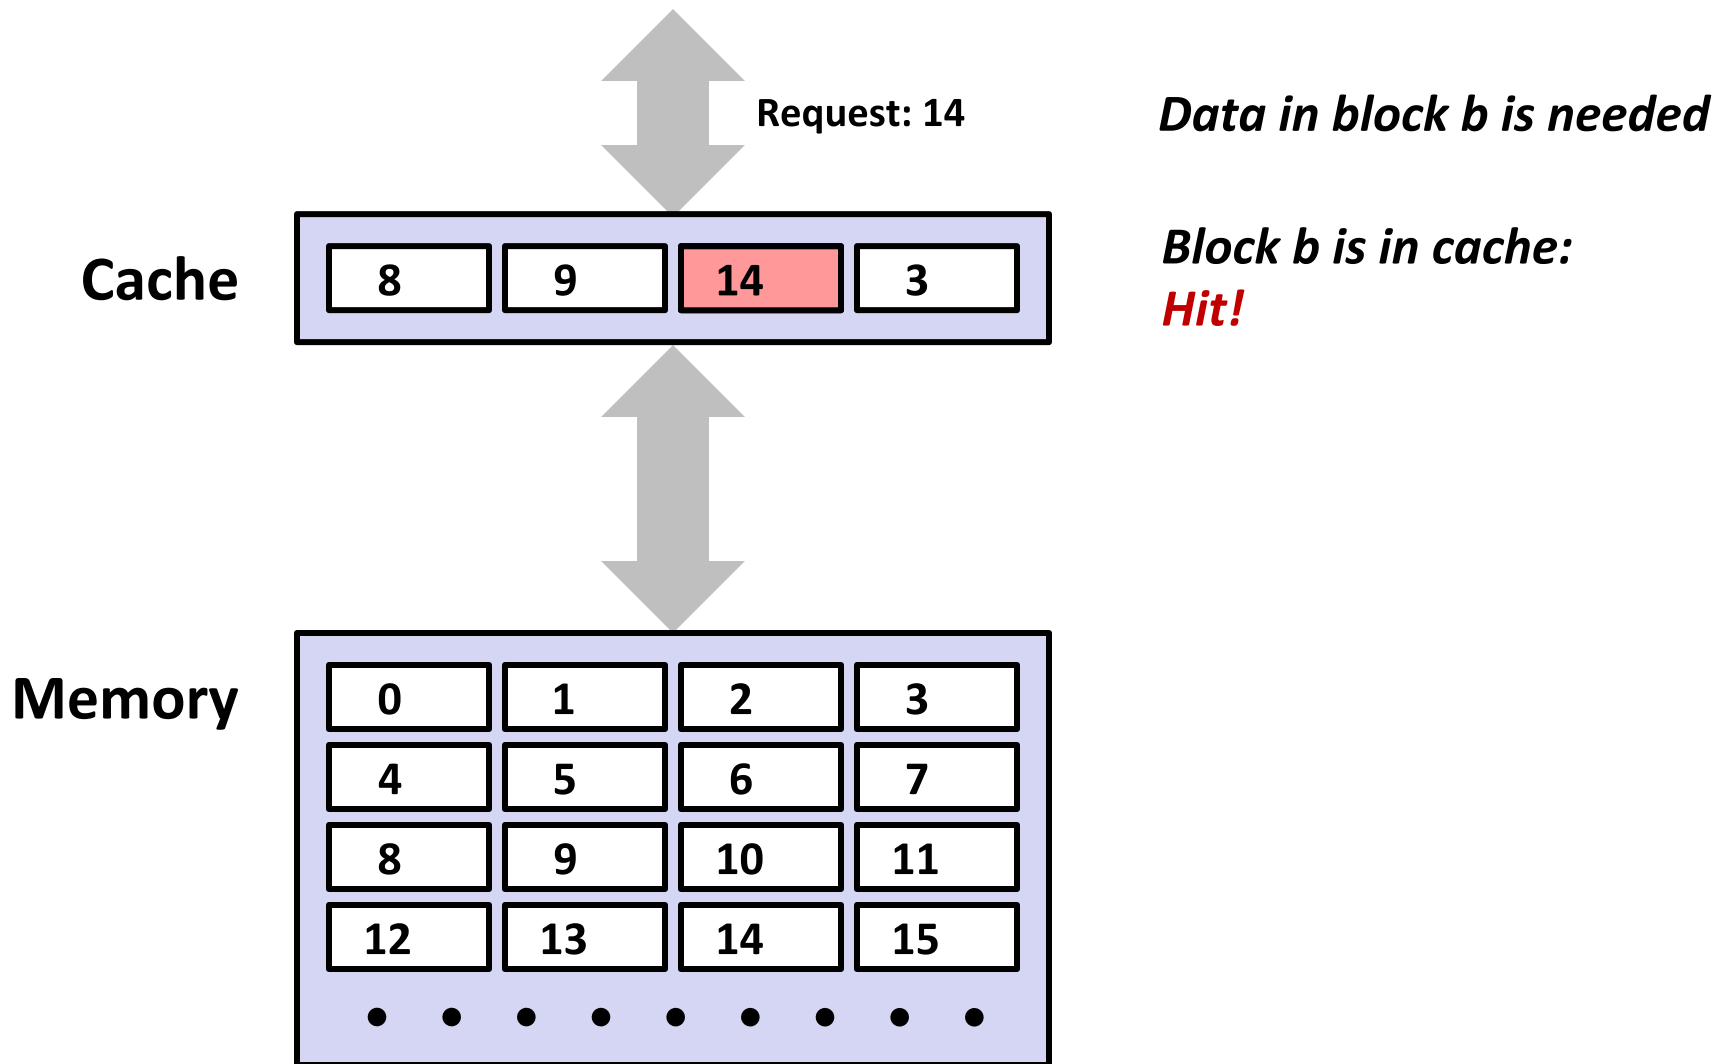 Request: 14
Data in block b is needed
Block b is in cache:
Hit!
Cache
8 9 14 3
Memory
0 1 2 3
4 5 6 7
8 9 10 11
12 13 14 15